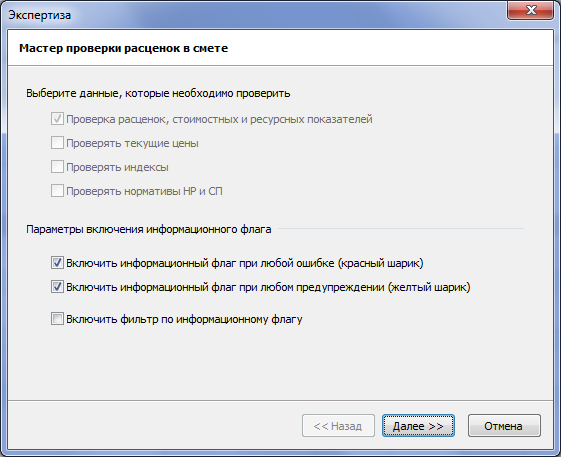 Экспертиза
Мастер проверки расценок в смете
Выберите данные, которые необходимо проверить
Проверка расценок, стоимостных и ресурсных показателей
Проверять текущие цены
Проверять индексы
Проверять нормативы НР и СП
Параметры включения информационного флага
Включить информационный флаг при любой ошибке (красный шарик)
Включить информационный флаг при любом предупреждении (желтый шарик)
Включить фильтр по информационному флагу
<< Назад Далее >> Отмена